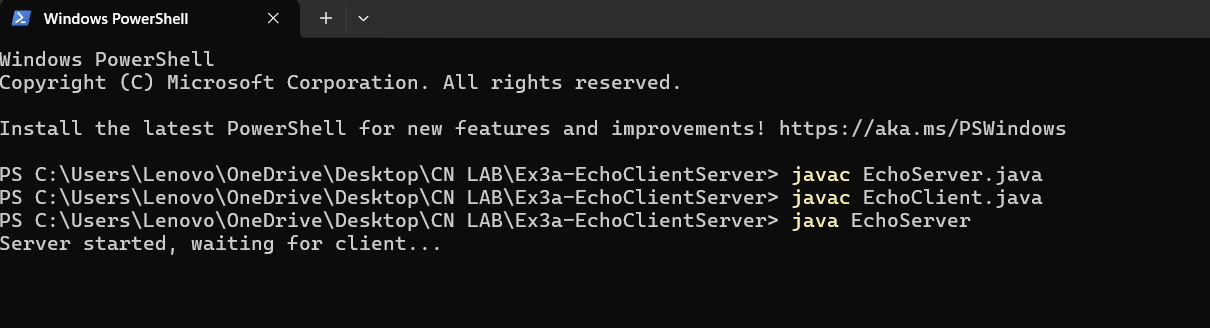 Windows PowerShell
Windows PowerShell
Copyright (C) Microsoft Corporation. All rights reserved.
Install the latest PowerShell for new features and improvements! https://aka.ms/PSWindows
PS C:\Users\Lenovo\OneDrive\Desktop\CN LAB\Ex3a-EchoClientServer> javac EchoServer.java
PS C:\Users\Lenovo\OneDrive\Desktop\CN LAB\Ex3a-EchoClientServer> javac EchoClient.java
PS C:\Users\Lenovo\OneDrive\Desktop\CN LAB\Ex3a-EchoClientServer> java EchoServer
Server started, waiting for client...